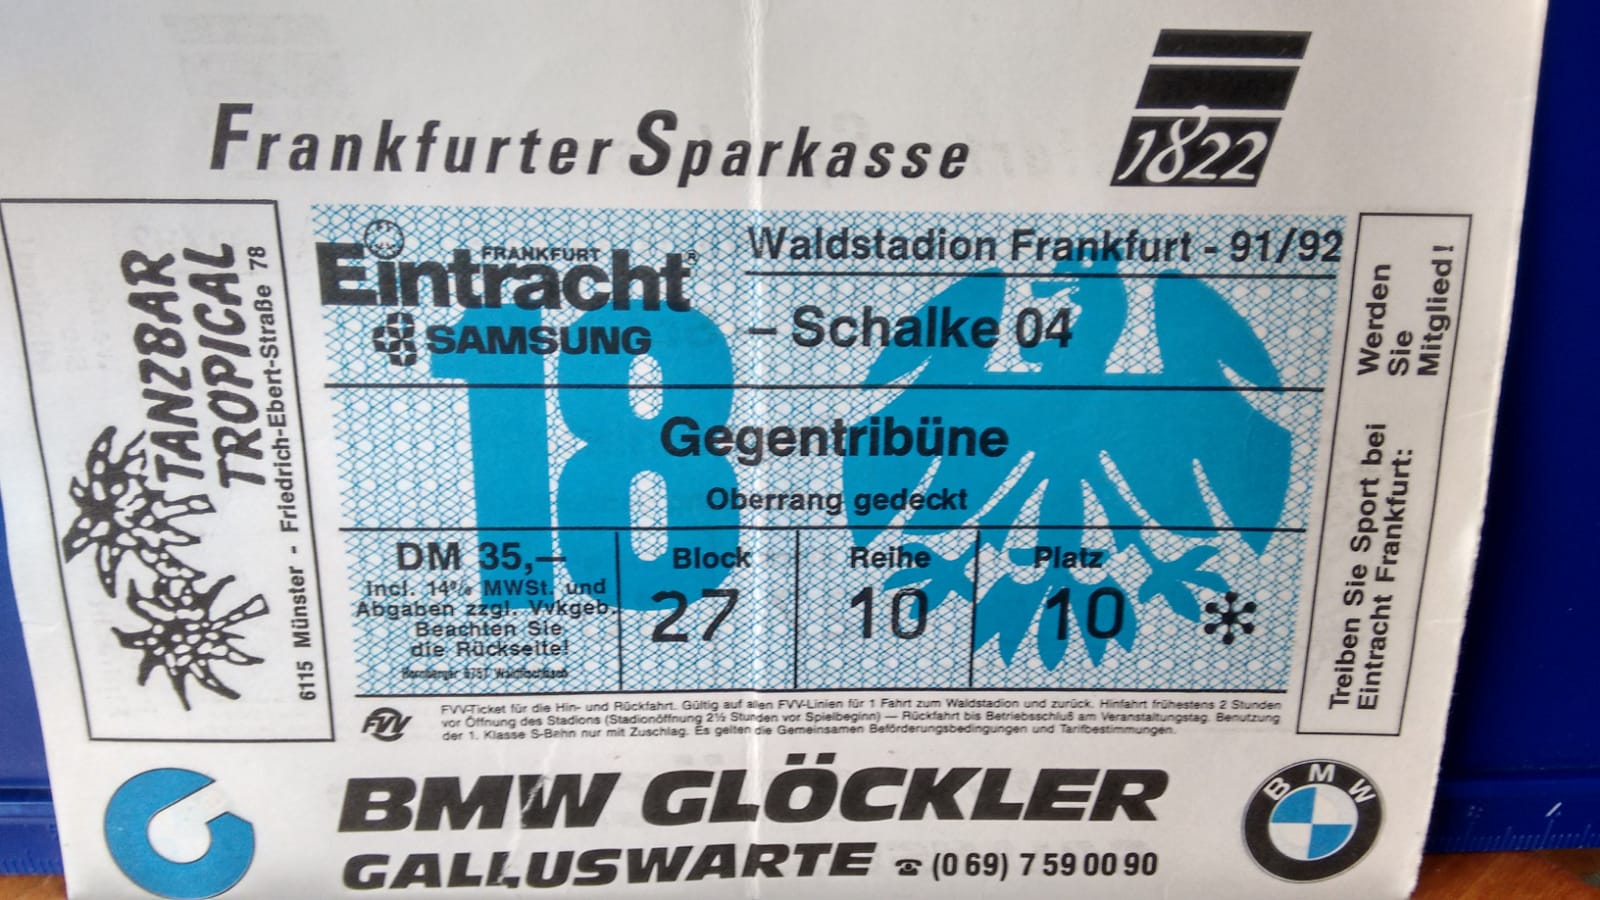 Frankfurter Sparkasse
1822
TANZBAR
TROPICAL
6115 Münster - Friedrich-Ebert-Straße 78
FRANKFURT
Eintracht®
SAMSUNG
Waldstadion Frankfurt - 91/92
– Schalke 04
18
Gegentribüne
Oberrang gedeckt
DM 35,—
Incl. 14% MWSt. und
Abgaben zzgl. Vvkgeb.
Beachten Sie
die Rückseite!
Block
27
Reihe
10
Platz
10
Treiben Sie Sport bei
Eintracht Frankfurt:
Werden
Sie
Mitglied!
FVV
FVV-Ticket für die Hin- und Rückfahrt. Gültig auf allen FVV-Linien für 1 Fahrt zum Waldstadion und zurück. Hinfahrt frühestens 2 Stunden
vor Öffnung des Stadions (Stadionöffnung 2½ Stunden vor Spielbeginn) — Rückfahrt bis Betriebsschluß am Veranstaltungstag. Benutzung
der 1. Klasse S-Bahn nur mit Zuschlag. Es gelten die Gemeinsamen Beförderungsbedingungen und Tarifbestimmungen.
BMW GLÖCKLER
GALLUSWARTE ☎ (0 69) 7 59 00 90
BMW